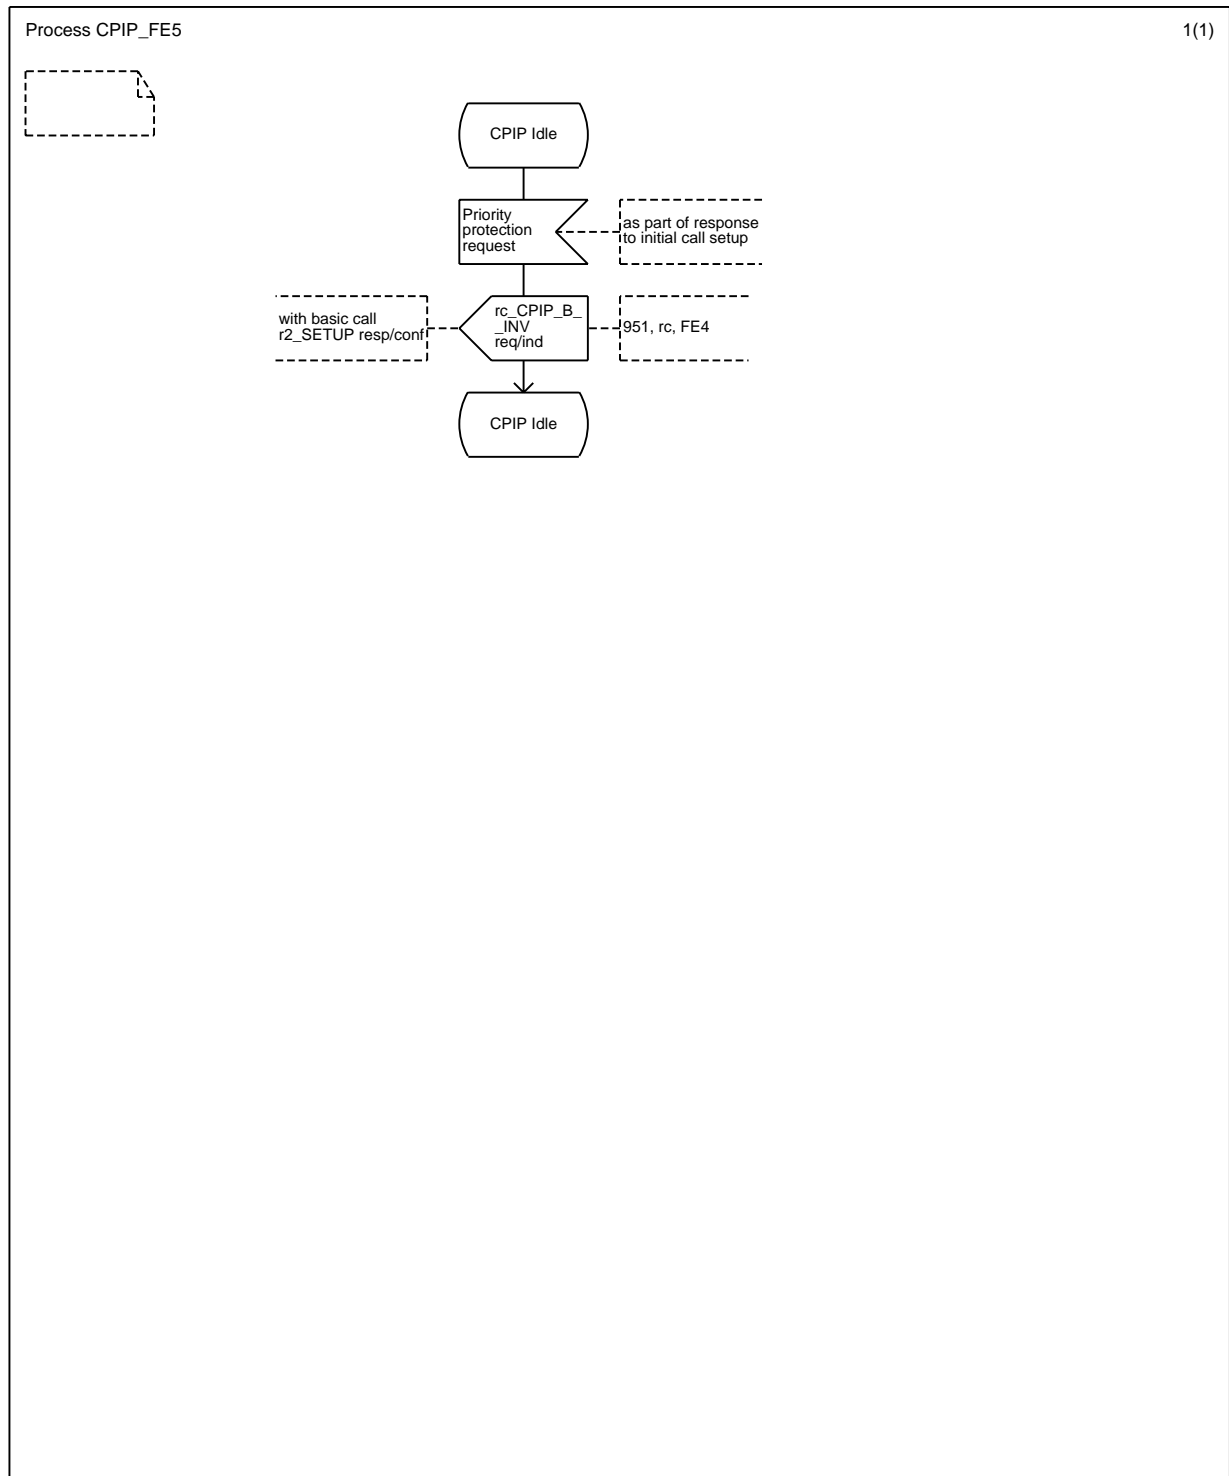 Process CPIP_FE5
1(1)
CPIP Idle
Priority
protection
request
as part of response
to initial call setup
with basic call
r2_SETUP resp/conf
rc_CPIP_B_
_INV
req/ind
951, rc, FE4
CPIP Idle